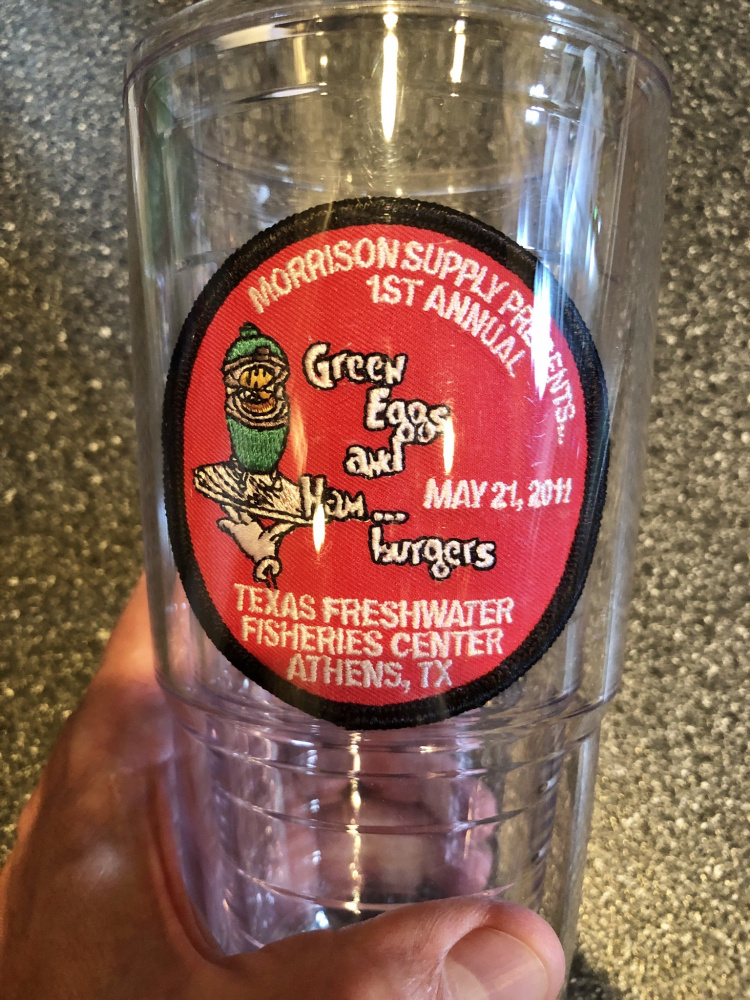 MORRISON SUPPLY PRESENTS...
1ST ANNUAL
Green
Eggs
and
Ham...
burgers
MAY 21, 2011
TEXAS FRESHWATER
FISHERIES CENTER
ATHENS, TX